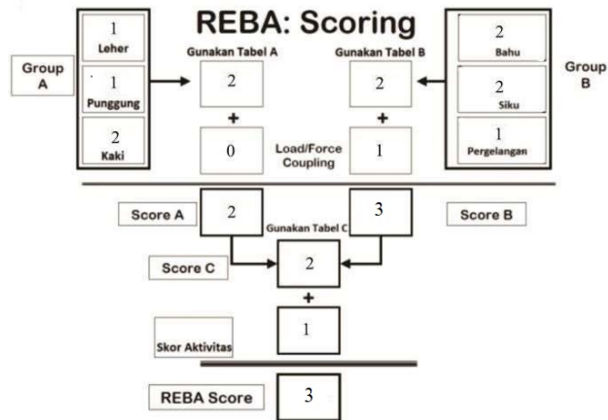 REBA: Scoring
Group A
1
Leher
1
Punggung
2
Kaki
Gunakan Tabel A
2
+
0
Gunakan Tabel B
2
+
1
Load/Force
Coupling
2
Bahu
2
Siku
1
Pergelangan
Group B
Score A
2
3
Score B
Gunakan Tabel C
Score C
2
+
Skor Aktivitas
1
REBA Score
3